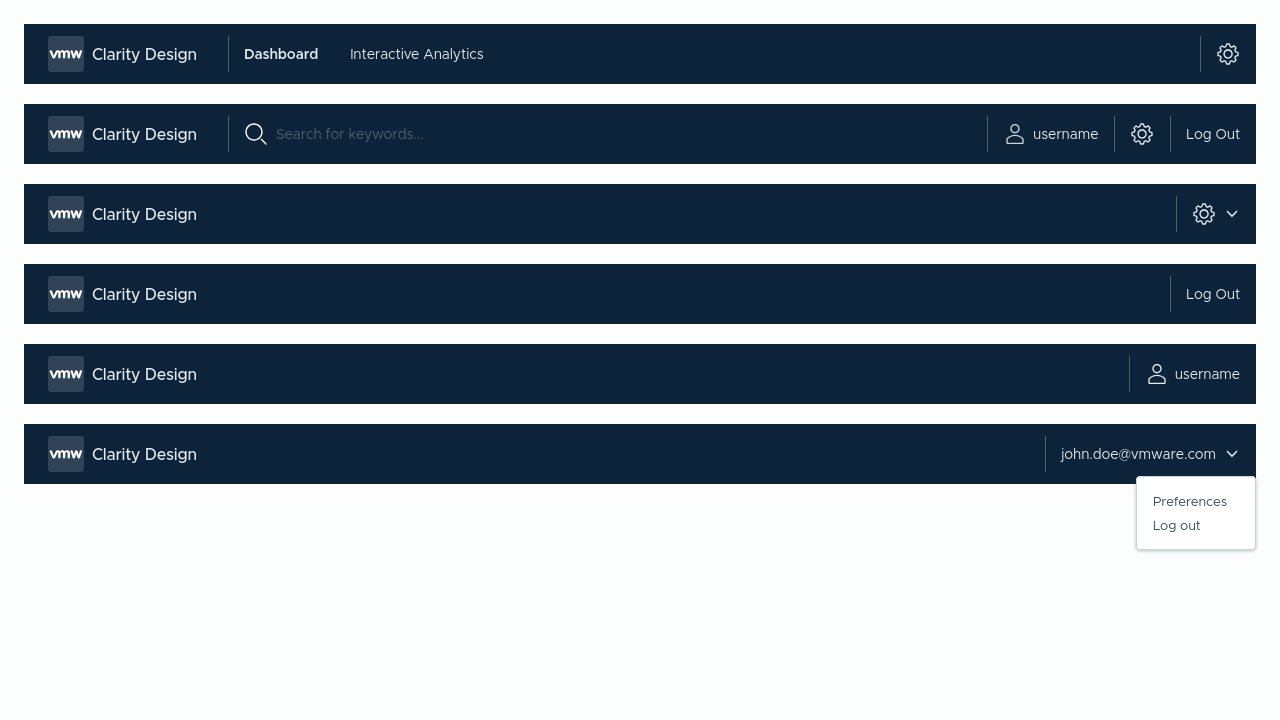 vmw Clarity Design Dashboard Interactive Analytics
vmw Clarity Design Search for keywords... username Log Out
vmw Clarity Design
vmw Clarity Design Log Out
vmw Clarity Design username
vmw Clarity Design john.doe@vmware.com
Preferences
Log out